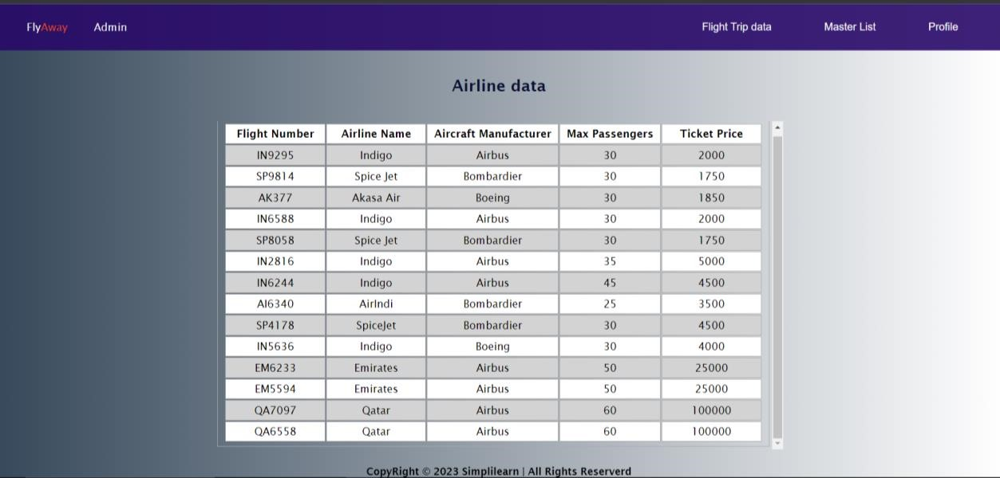 FlyAway Admin Flight Trip data Master List Profile
Airline data
Flight Number Airline Name Aircraft Manufacturer Max Passengers Ticket Price
IN9295 Indigo Airbus 30 2000
SP9814 Spice Jet Bombardier 30 1750
AK377 Akasa Air Boeing 30 1850
IN6588 Indigo Airbus 30 2000
SP8058 Spice Jet Bombardier 30 1750
IN2816 Indigo Airbus 35 5000
IN6244 Indigo Airbus 45 4500
AI6340 AirIndi Bombardier 25 3500
SP4178 SpiceJet Bombardier 30 4500
IN5636 Indigo Boeing 30 4000
EM6233 Emirates Airbus 50 25000
EM5594 Emirates Airbus 50 25000
QA7097 Qatar Airbus 60 100000
QA6558 Qatar Airbus 60 100000
CopyRight © 2023 Simplilearn | All Rights Reserverd